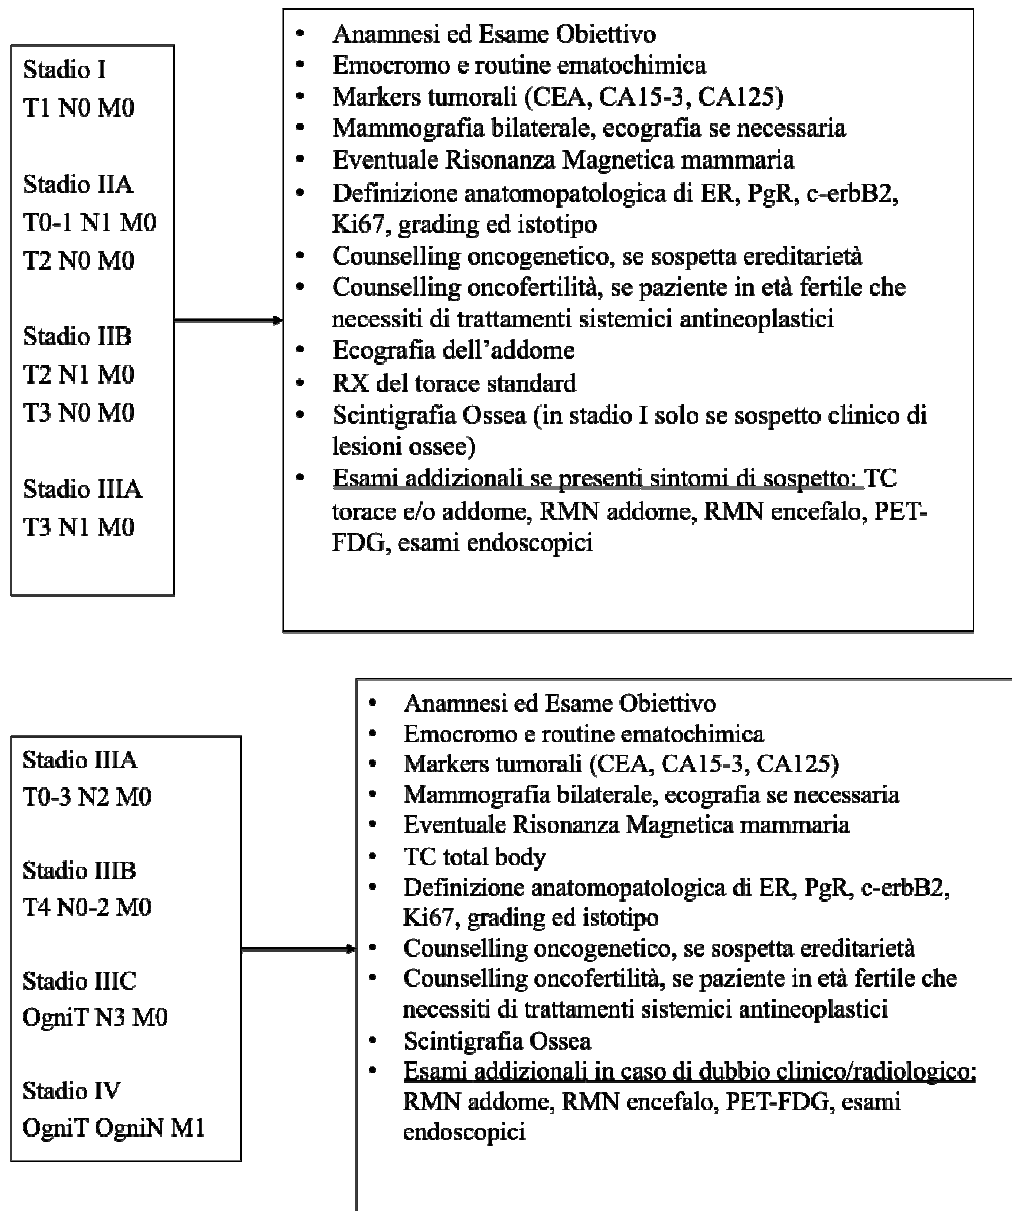 Stadio I
T1 N0 M0
Stadio IIA
T0-1 N1 M0
T2 N0 M0
Stadio IIB
T2 N1 M0
T3 N0 M0
Stadio IIIA
T3 N1 M0
• Anamnesi ed Esame Obiettivo
• Emocromo e routine ematochimica
• Markers tumorali (CEA, CA15-3, CA125)
• Mammografia bilaterale, ecografia se necessaria
• Eventuale Risonanza Magnetica mammaria
• Definizione anatomopatologica di ER, PgR, c-erbB2,
Ki67, grading ed istotipo
• Counselling oncogenetico, se sospetta ereditarietà
• Counselling oncofertilità, se paziente in età fertile che
necessiti di trattamenti sistemici antineoplastici
• Ecografia dell'addome
• RX del torace standard
• Scintigrafia Ossea (in stadio I solo se sospetto clinico di
lesioni ossee)
• Esami addizionali se presenti sintomi di sospetto: TC
torace e/o addome, RMN addome, RMN encefalo, PET-
FDG, esami endoscopici
Stadio IIIA
T0-3 N2 M0
Stadio IIIB
T4 N0-2 M0
Stadio IIIC
OgniT N3 M0
Stadio IV
OgniT OgniN M1
• Anamnesi ed Esame Obiettivo
• Emocromo e routine ematochimica
• Markers tumorali (CEA, CA15-3, CA125)
• Mammografia bilaterale, ecografia se necessaria
• Eventuale Risonanza Magnetica mammaria
• TC total body
• Definizione anatomopatologica di ER, PgR, c-erbB2,
Ki67, grading ed istotipo
• Counselling oncogenetico, se sospetta ereditarietà
• Counselling oncofertilità, se paziente in età fertile che
necessiti di trattamenti sistemici antineoplastici
• Scintigrafia Ossea
• Esami addizionali in caso di dubbio clinico/radiologico:
RMN addome, RMN encefalo, PET-FDG, esami
endoscopici